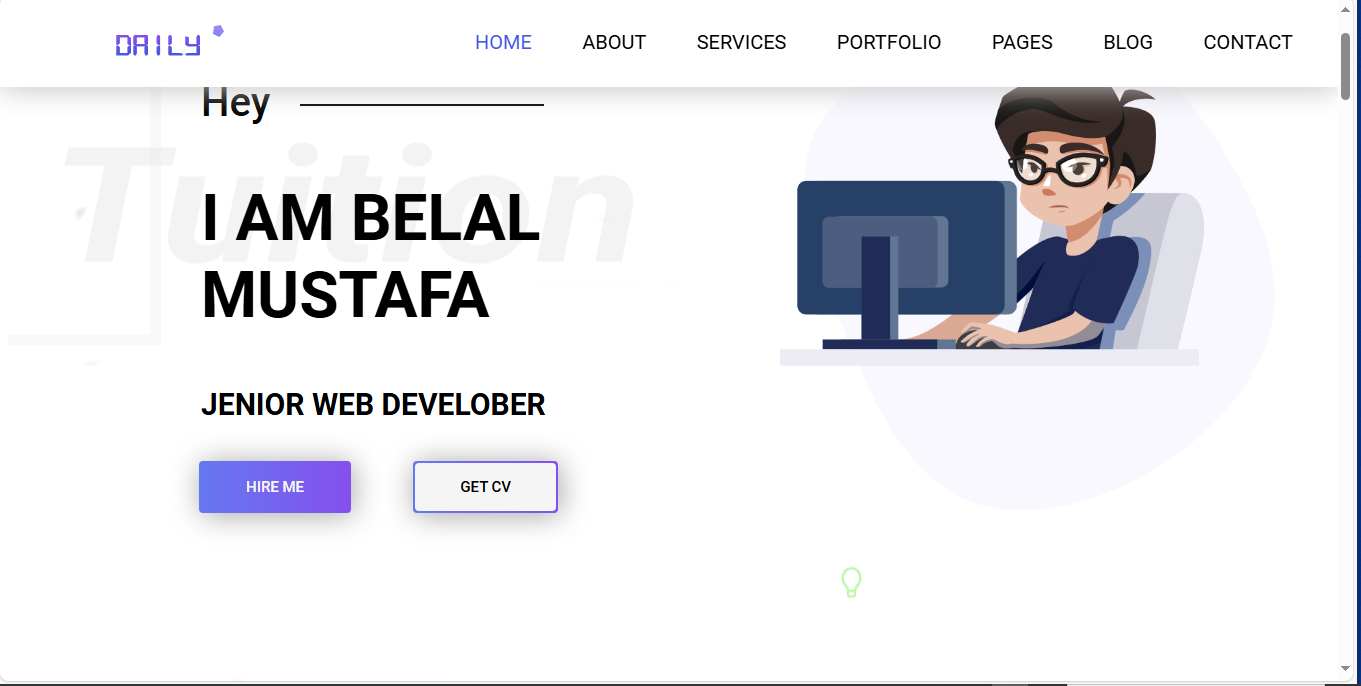 DAILY
HOME ABOUT SERVICES PORTFOLIO PAGES BLOG CONTACT
Hey
Tuition
I AM BELAL
MUSTAFA
JENIOR WEB DEVELOBER
HIRE ME GET CV